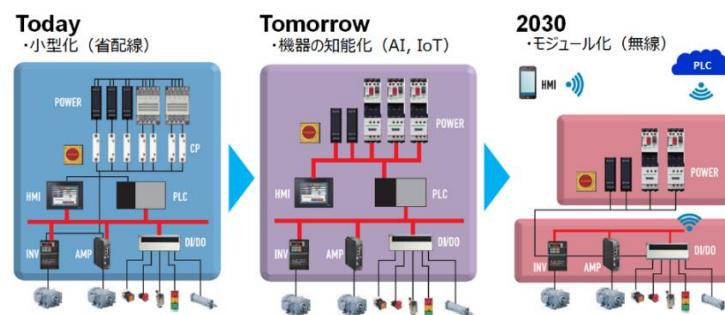 Today
・小型化（省配線）
POWER
CP
HMI
PLC
INV
AMP
DI/DO
Tomorrow
・機器の知能化（AI, IoT）
POWER
HMI
PLC
INV
AMP
DI/DO
2030
・モジュール化（無線）
HMI
PLC
POWER
INV
AMP
DI/DO